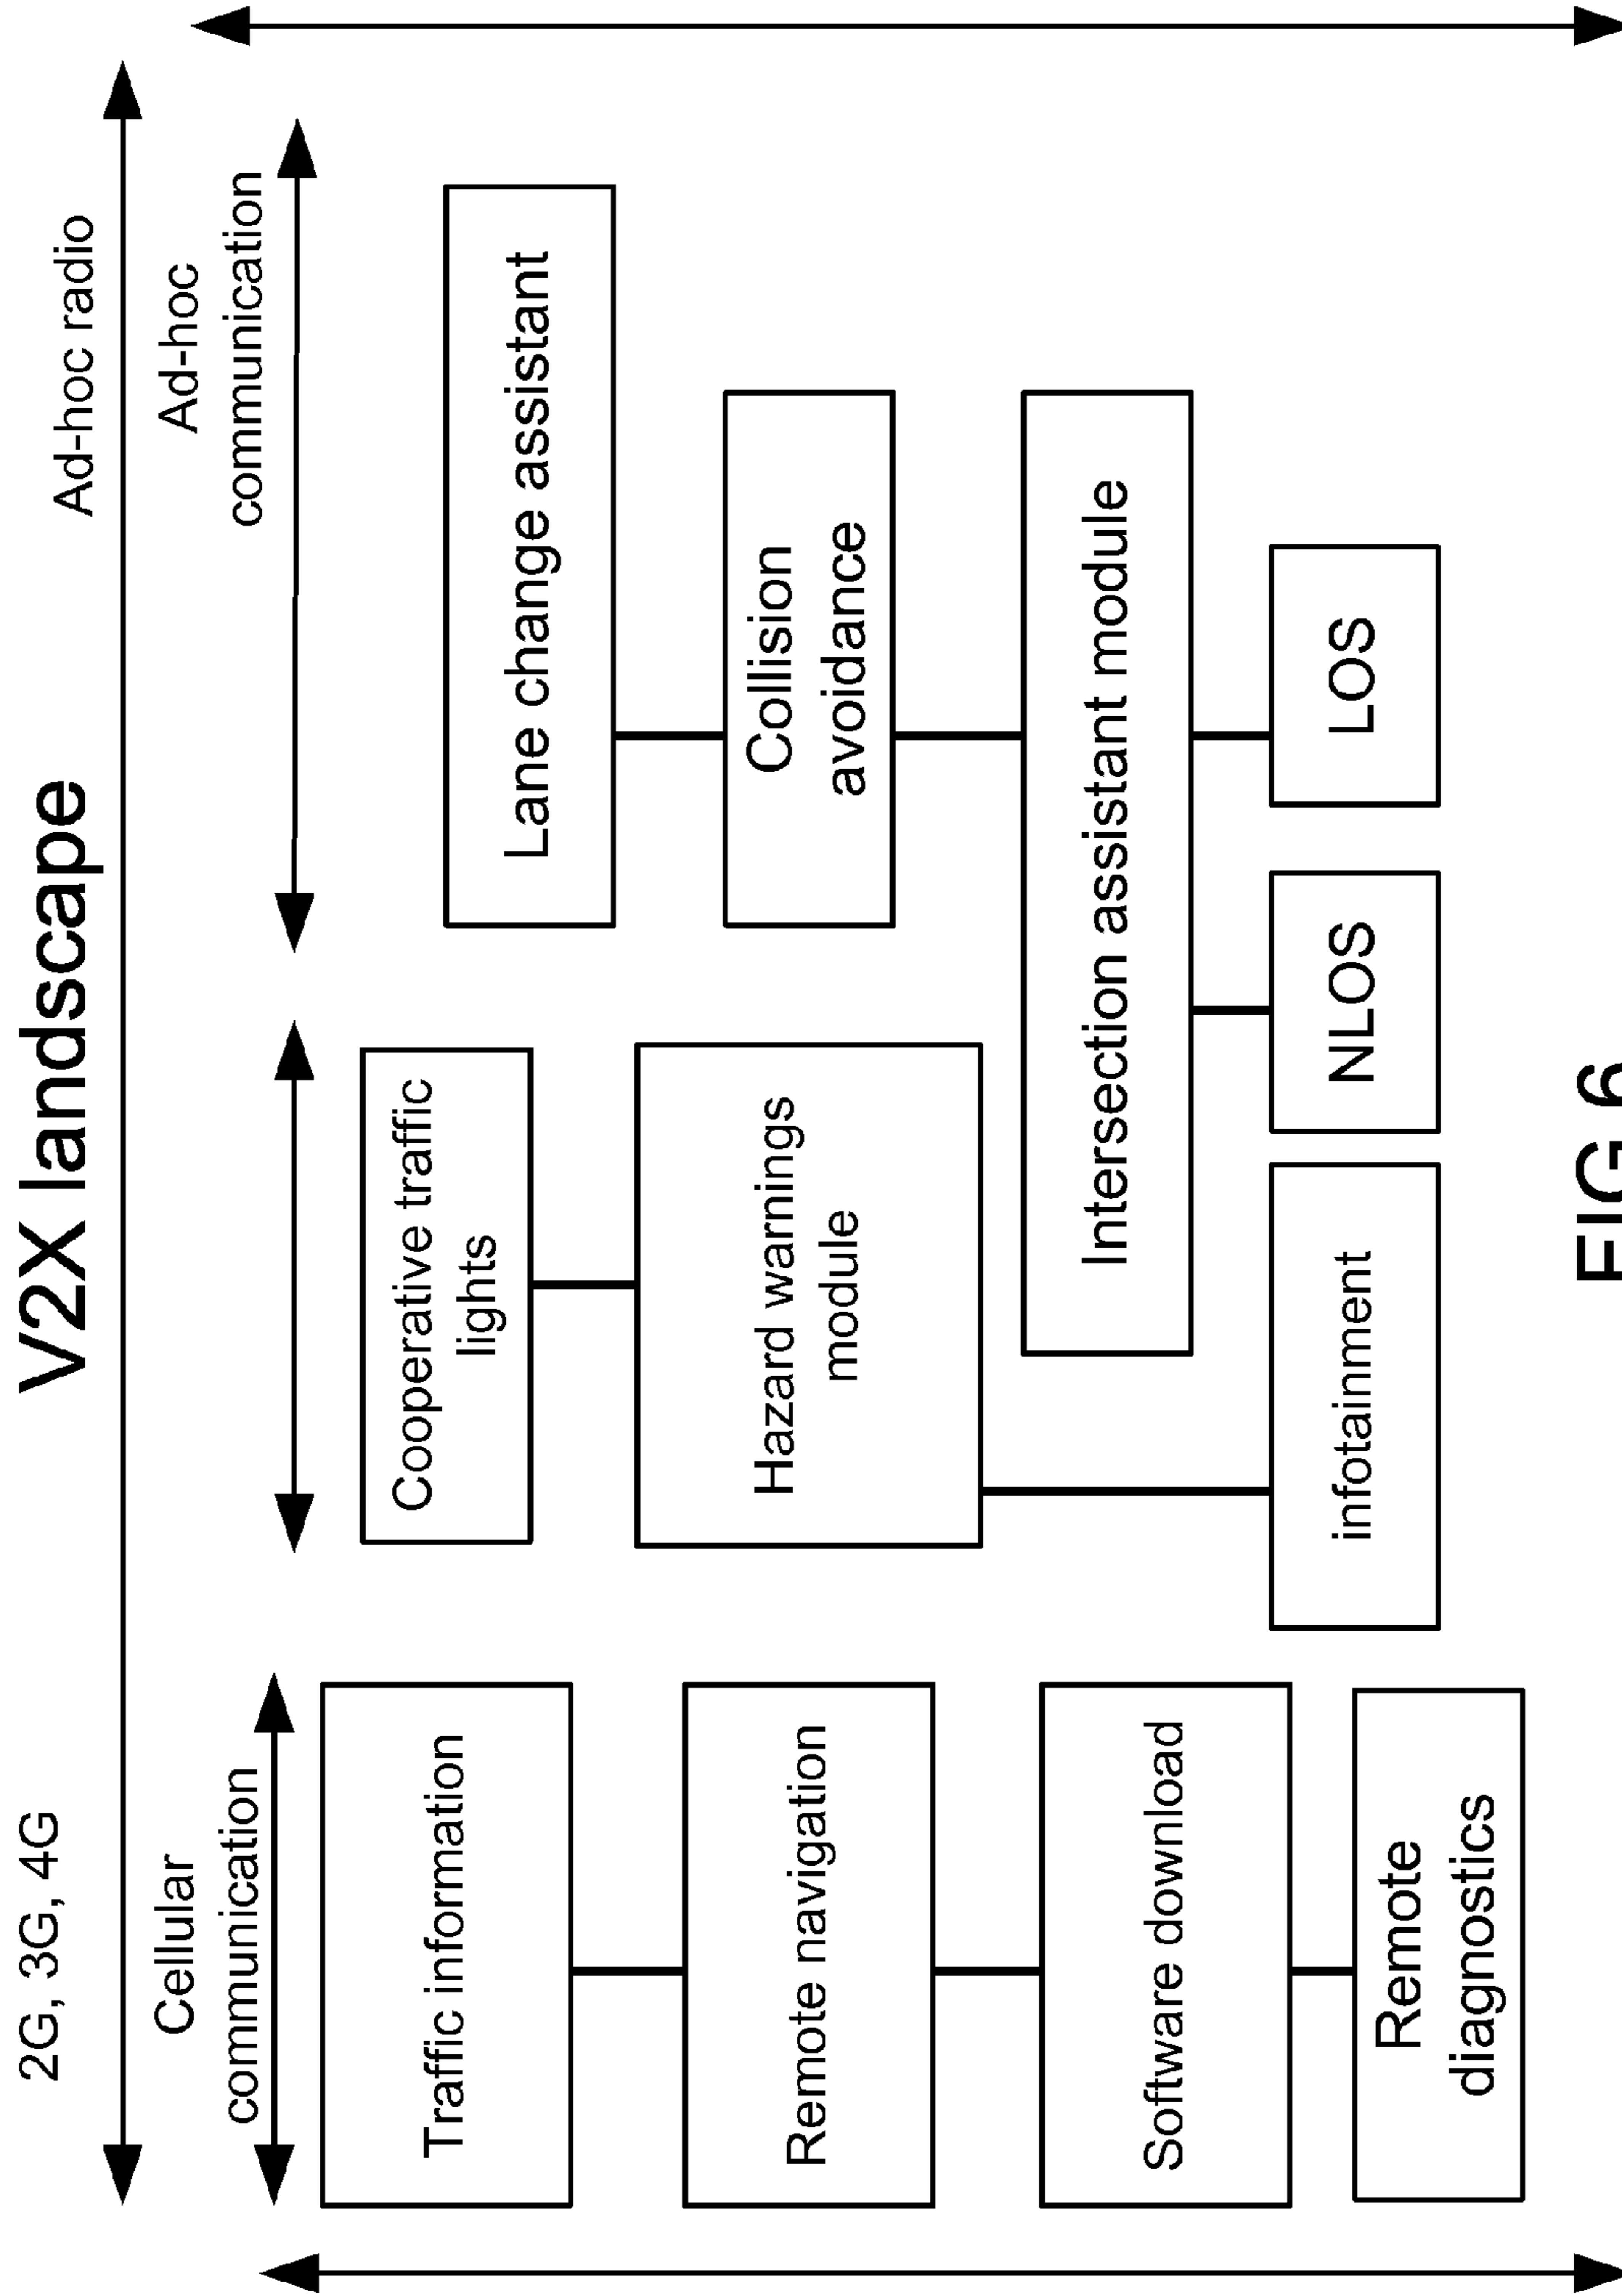 V2X landscape
2G, 3G, 4G
Ad-hoc radio
Cellular
communication
Ad-hoc
communication
Traffic information
Remote navigation
Software download
Remote
diagnostics
Cooperative traffic
lights
Hazard warnings
module
infotainment
Lane change assistant
Collision
avoidance
Intersection assistant module
NLOS
LOS
FIG 6